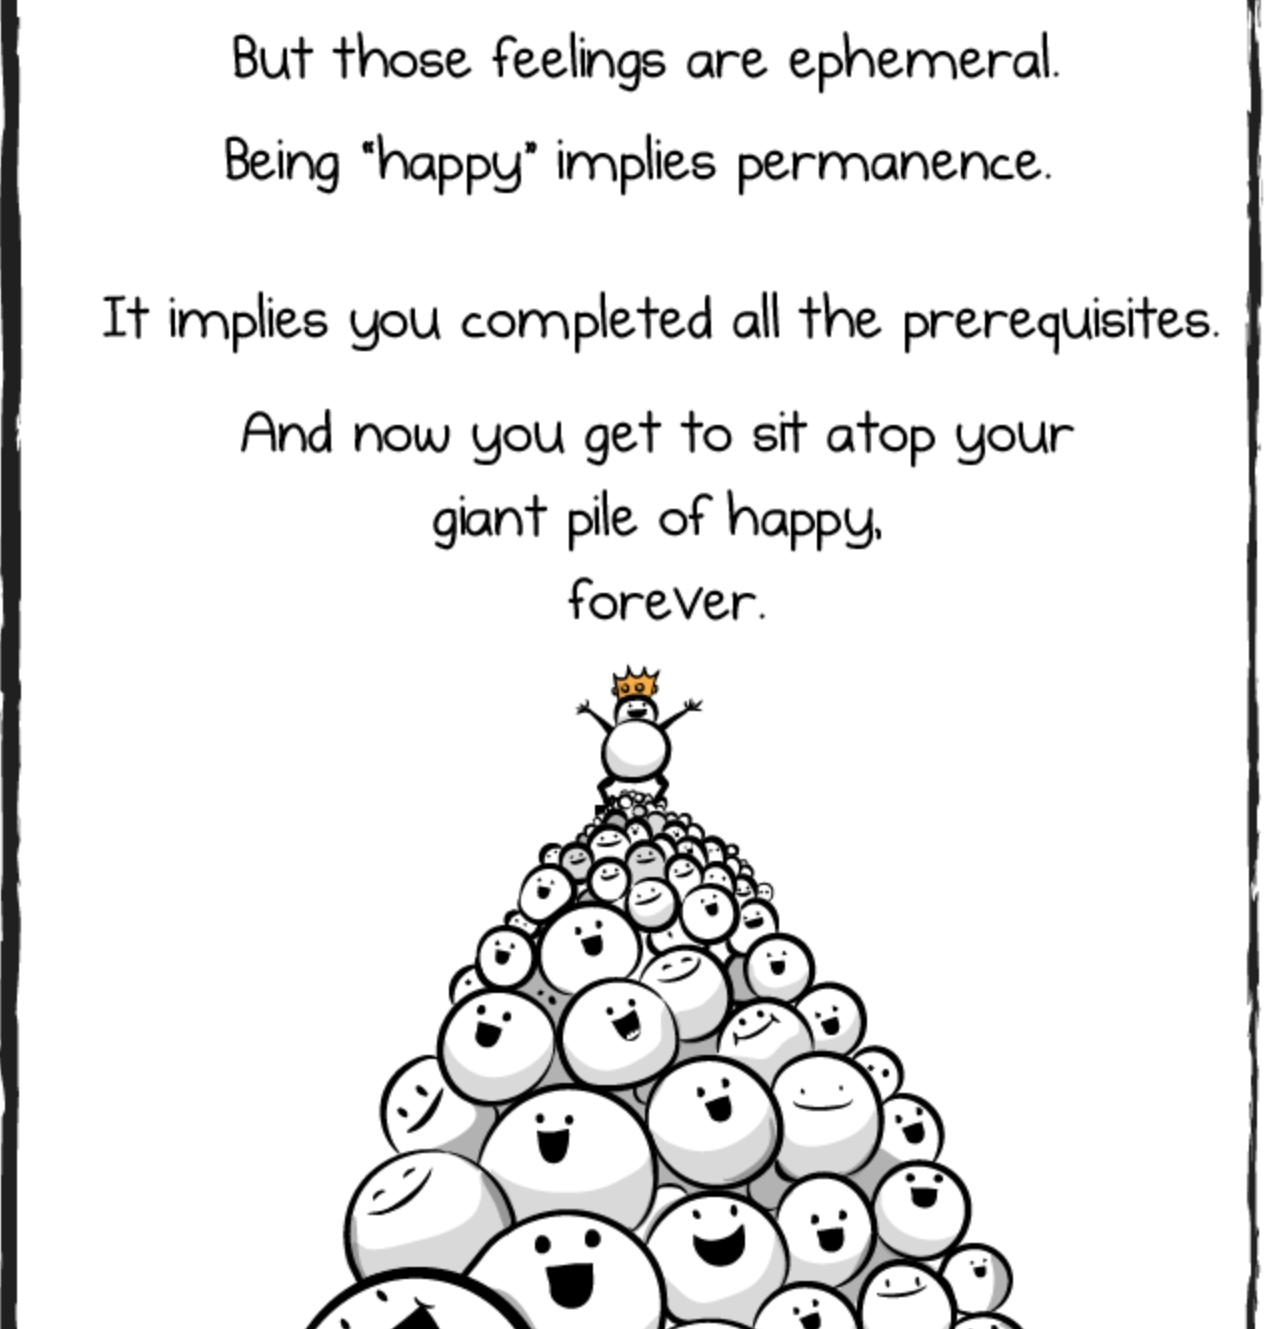 But those feelings are ephemeral.
Being “happy” implies permanence.
It implies you completed all the prerequisites.
And now you get to sit atop your
giant pile of happy,
forever.